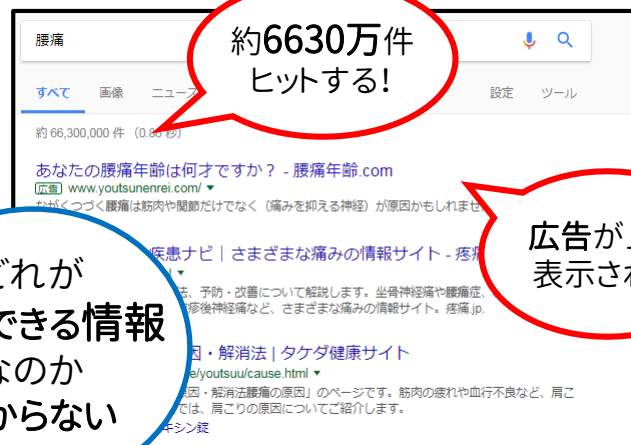 腰痛
約6630万件
ヒットする!
すべて 画像 ニュース 設定 ツール
約 66,300,000 件 (0.86 秒)
あなたの腰痛年齢は何才ですか? - 腰痛年齢.com
広告 www.youtsunenrei.com/ ▼
ながくつづく腰痛は筋肉や関節だけでなく(痛みを抑える神経)が原因かもしれませ
広告が
表示され
疾患ナビ|さまざまな痛みの情報サイト - 疼
法、予防・改善について解説します。坐骨神経痛や腰痛症、
疹後神経痛など、さまざまな痛みの情報サイト。疼痛.jp.
どれが
できる情報
なのか
からない
因・解消法 | タケダ健康サイト
e/youtsuu/cause.html ▼
原因・解消法腰痛の原因」のページです。筋肉の疲れや血行不良など、肩こ
では、肩こりの原因についてご紹介します。
キシン錠